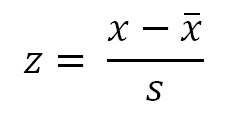 z = (x − x̄) / s